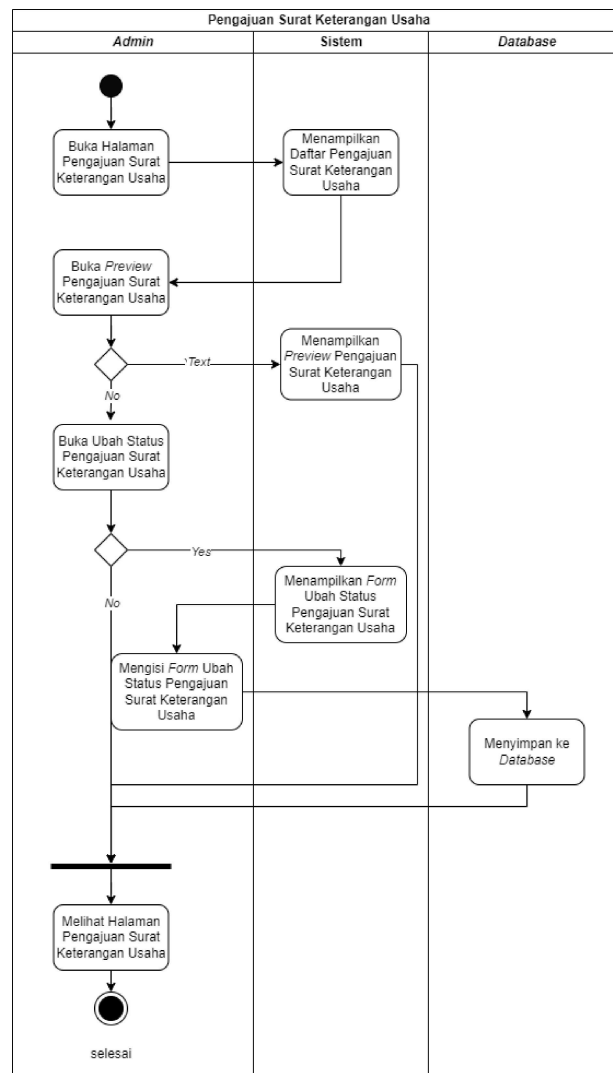 Pengajuan Surat Keterangan Usaha
Admin
Sistem
Database
Buka Halaman
Pengajuan Surat
Keterangan Usaha
Menampilkan
Daftar Pengajuan
Surat Keterangan
Usaha
Buka Preview
Pengajuan Surat
Keterangan Usaha
Text
Menampilkan
Preview Pengajuan
Surat Keterangan
Usaha
No
Buka Ubah Status
Pengajuan Surat
Keterangan Usaha
Yes
Menampilkan Form
Ubah Status
Pengajuan Surat
Keterangan Usaha
No
Mengisi Form Ubah
Status Pengajuan
Surat Keterangan
Usaha
Menyimpan ke
Database
Melihat Halaman
Pengajuan Surat
Keterangan Usaha
selesai